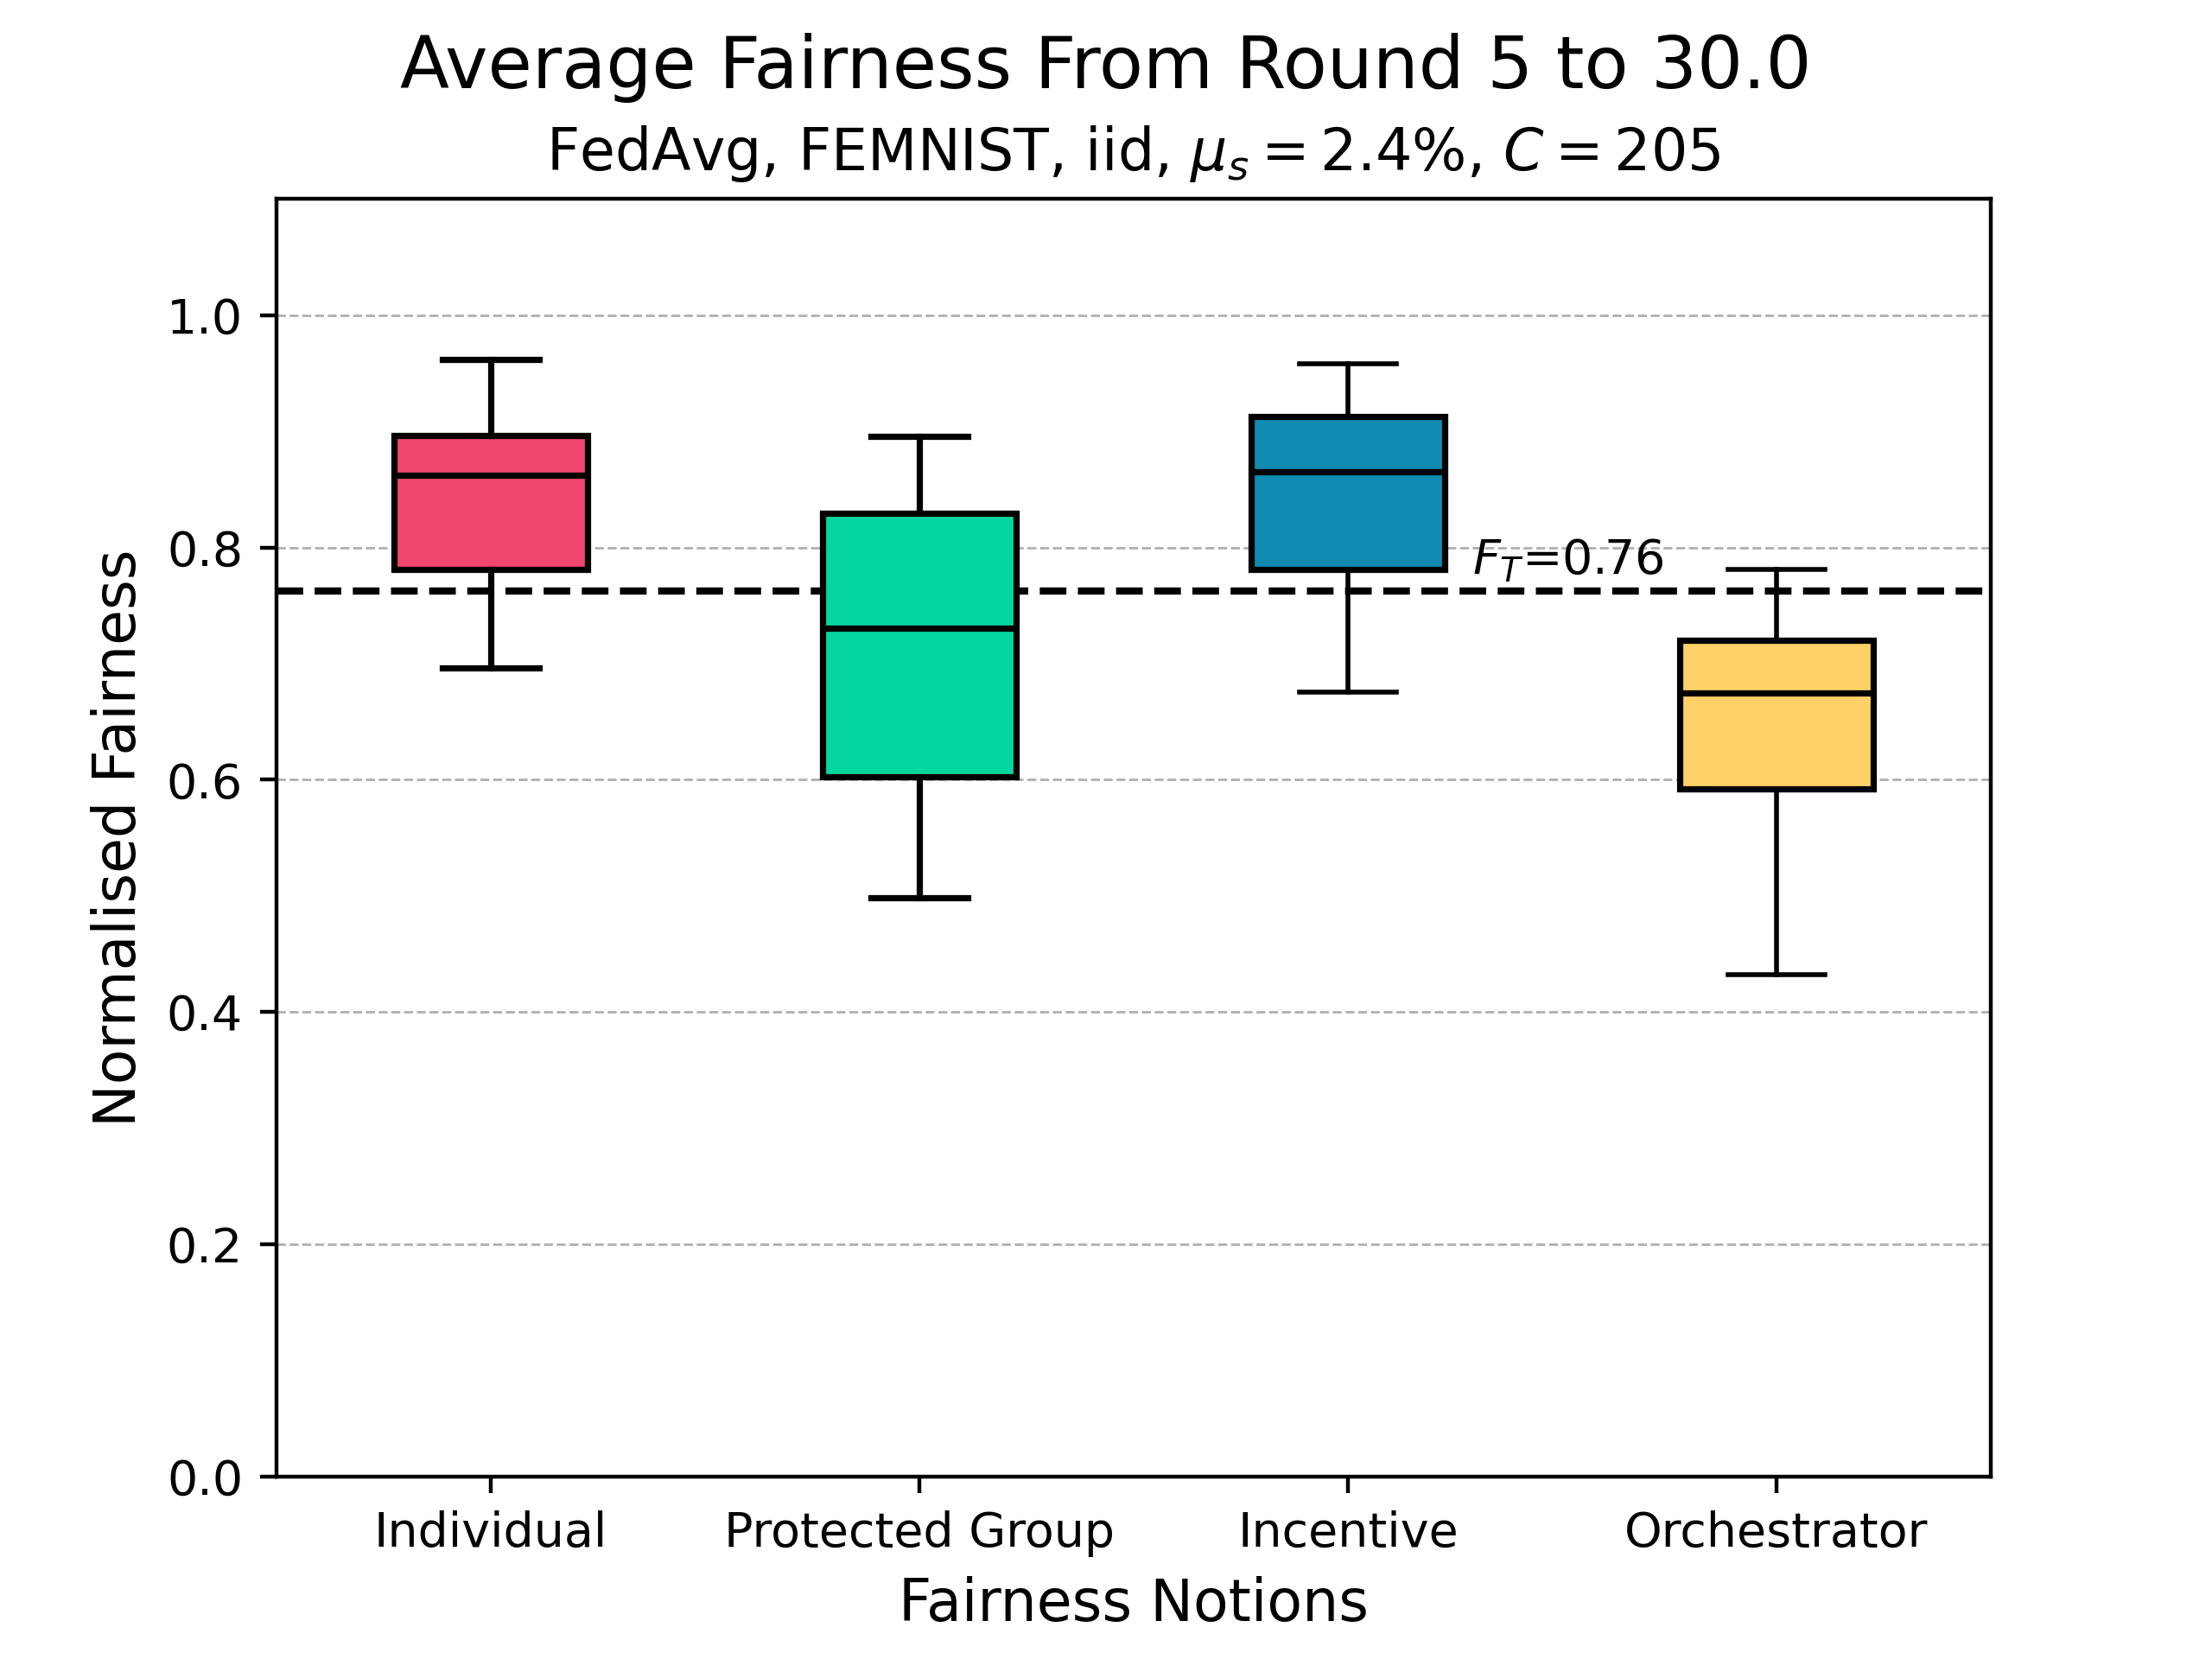 Average Fairness From Round 5 to 30.0
FedAvg, FEMNIST, iid, μₛ = 2.4%, C = 205
Normalised Fairness
1.0
0.8
0.6
0.4
0.2
0.0
F_T=0.76
Individual Protected Group Incentive Orchestrator
Fairness Notions